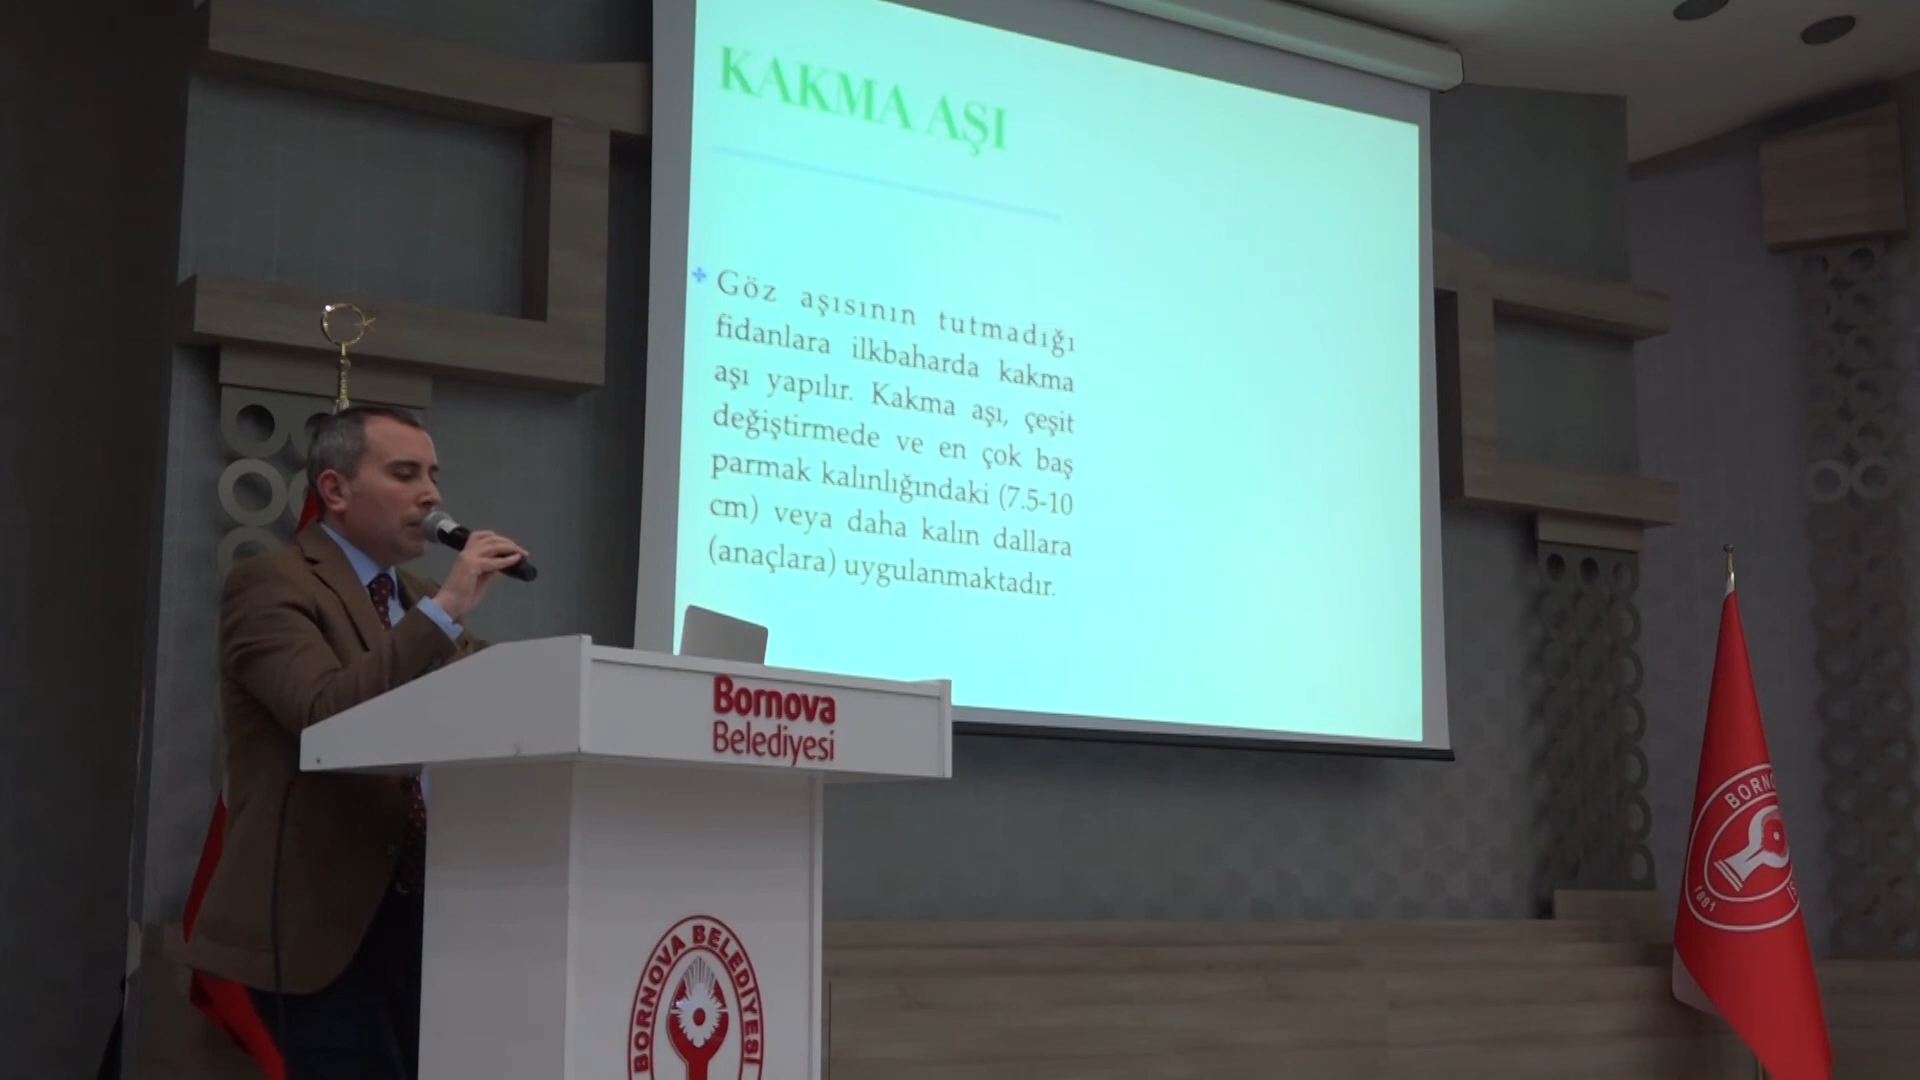 KAKMA AŞI
Göz aşısının tutmadığı
fidanlara ilkbaharda kakma
aşı yapılır. Kakma aşı, çeşit
değiştirmede ve en çok baş
parmak kalınlığındaki (7.5-10
cm) veya daha kalın dallara
(anaçlara) uygulanmaktadır.
Bornova
Belediyesi
BORNOVA BELEDİYESİ
1881